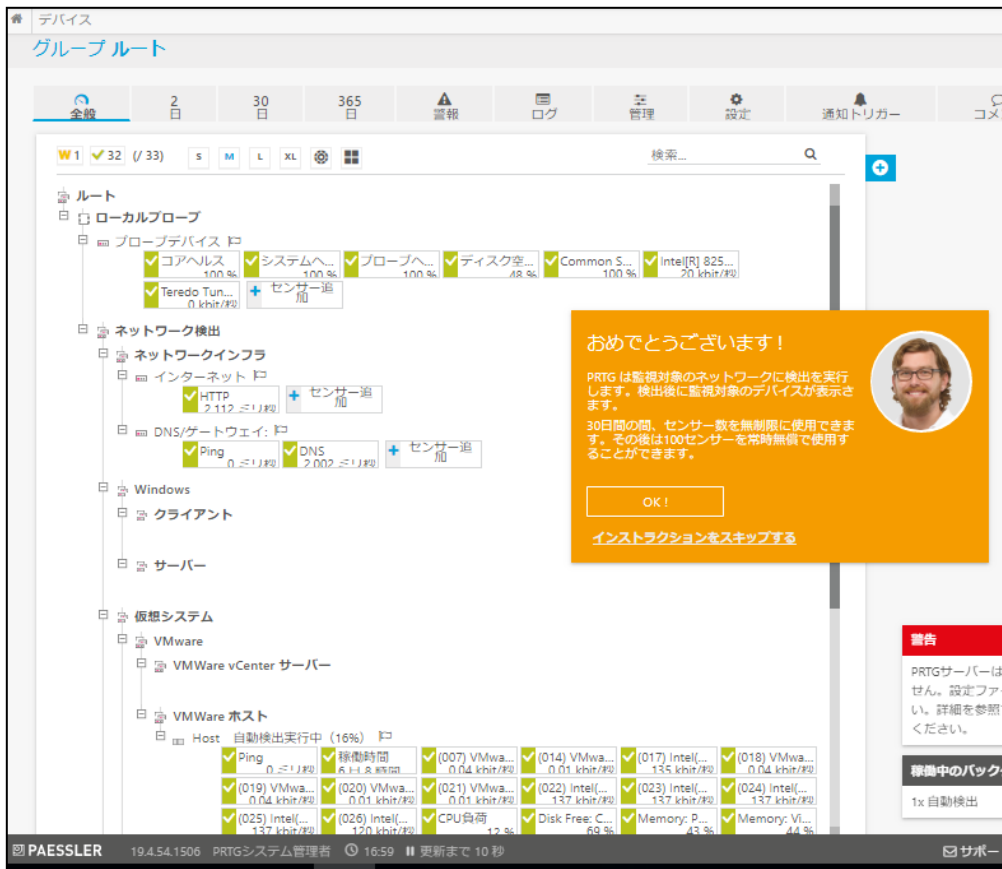 デバイス
グループ ルート
全般
2
日
30
日
365
日
警報
ログ
管理
設定
通知トリガー
コメ
W 1 32 (/ 33) S M L XL
検索...
ルート
ローカルプローブ
プローブデバイス
コアヘルス 100 %
システムヘ... 100 %
プローブヘ... 100 %
ディスク空... 48 %
Common S... 100 %
Intel[R] 825... 20 kbit/秒
Teredo Tun... 0 kbit/秒
センサー追加
ネットワーク検出
ネットワークインフラ
インターネット
HTTP 2,112 ミリ秒
センサー追加
DNS/ゲートウェイ:
Ping 0 ミリ秒
DNS 2,002 ミリ秒
センサー追加
Windows
クライアント
サーバー
仮想システム
VMware
VMWare vCenter サーバー
VMWare ホスト
Host 自動検出実行中（16%）
Ping 0 ミリ秒
稼働時間 6 日 8 時間
(007) VMwa... 0.04 kbit/秒
(014) VMwa... 0.01 kbit/秒
(017) Intel(... 135 kbit/秒
(018) VMwa... 0.04 kbit/秒
(019) VMwa... 0.04 kbit/秒
(020) VMwa... 0.01 kbit/秒
(021) VMwa... 0.01 kbit/秒
(022) Intel(... 137 kbit/秒
(023) Intel(... 137 kbit/秒
(024) Intel(... 137 kbit/秒
(025) Intel(... 137 kbit/秒
(026) Intel(... 120 kbit/秒
CPU負荷 12 %
Disk Free: C... 69 %
Memory: P... 43 %
Memory: Vi... 44 %
おめでとうございます！
PRTG は監視対象のネットワークに検出を実行
します。検出後に監視対象のデバイスが表示さ
れます。
30日間の間、センサー数を無制限に使用できま
す。その後は100センサーを常時無償で使用す
ることができます。
OK！
インストラクションをスキップする
警告
PRTGサーバーは
せん。設定ファ
い。詳細を参照
ください。
稼働中のバック
1x 自動検出
PAESSLER 19.4.54.1506 PRTGシステム管理者 16:59 更新まで 10 秒
サポー